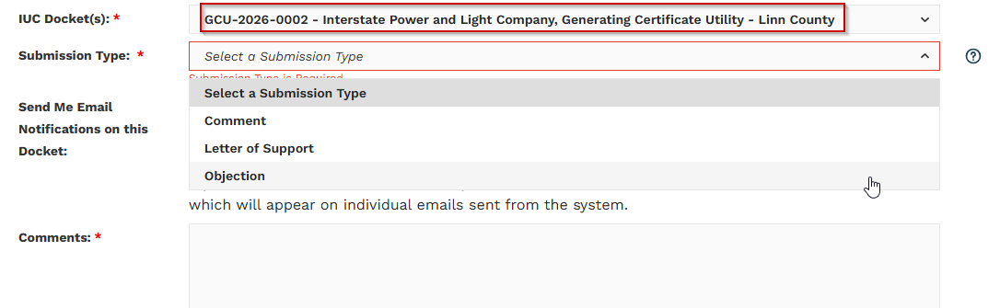 IUC Docket(s): *
GCU-2026-0002 - Interstate Power and Light Company, Generating Certificate Utility - Linn County
Submission Type: *
Select a Submission Type
?
Submission Type is Required
Select a Submission Type
Send Me Email
Notifications on this
Docket:
Comment
Letter of Support
Objection
which will appear on individual emails sent from the system.
Comments: *